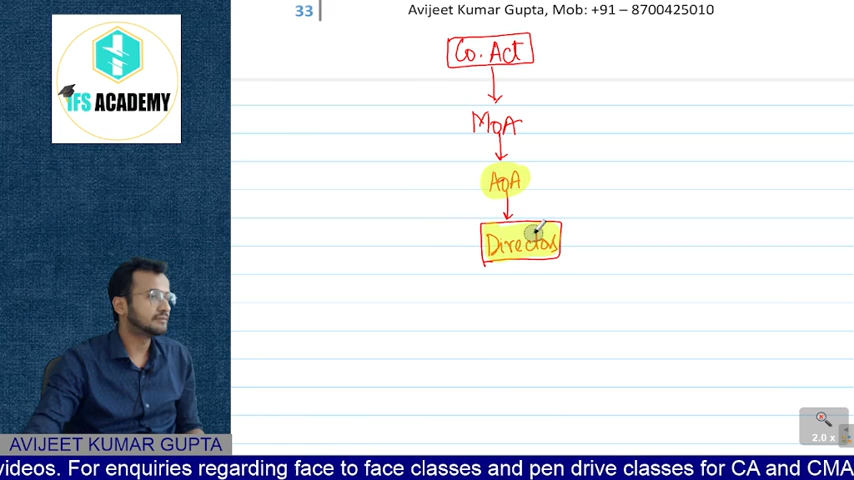 33
Avijeet Kumar Gupta, Mob: +91 – 8700425010
IFS ACADEMY
Co. Act
MoA
AoA
Directors
2.0 x
AVIJEET KUMAR GUPTA
videos. For enquiries regarding face to face classes and pen drive classes for CA and CMA